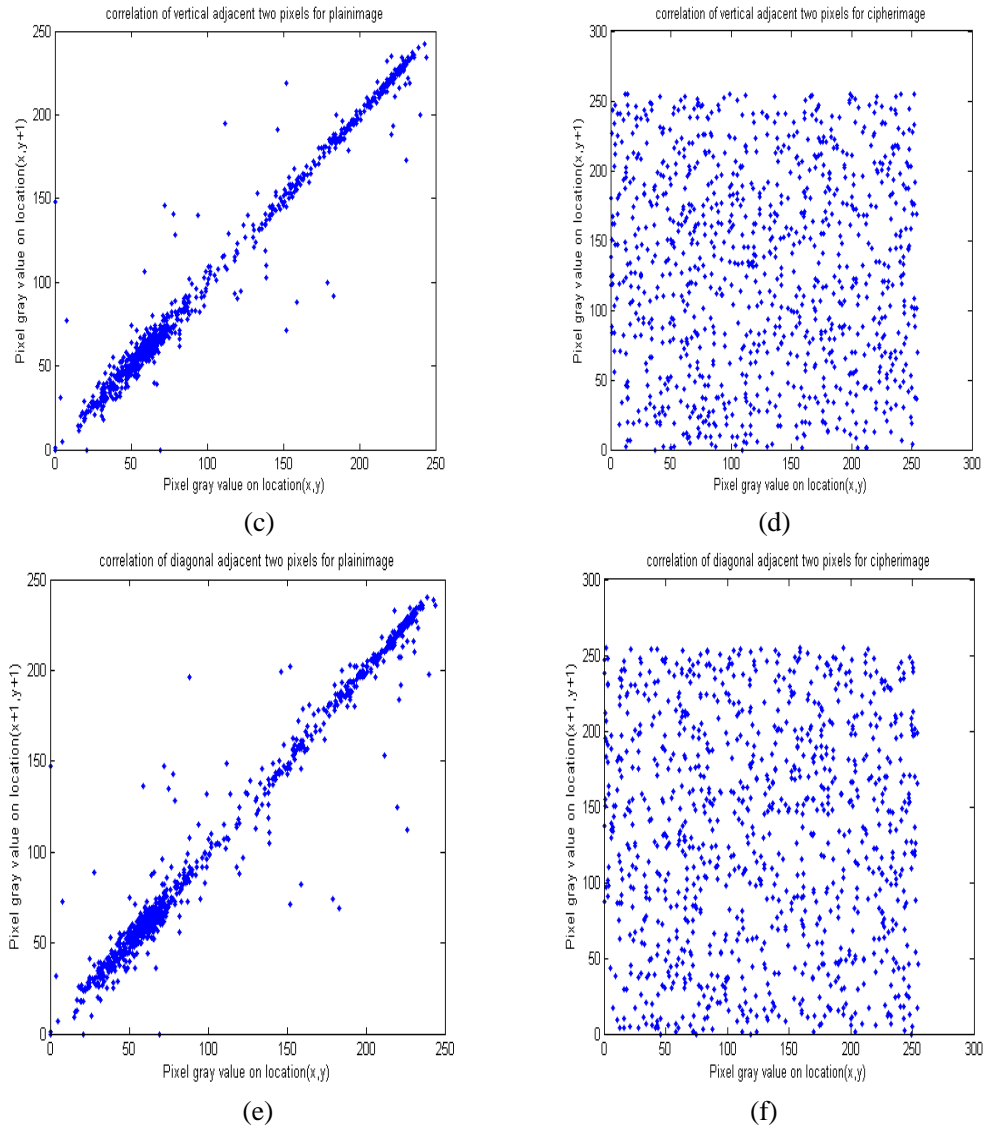 correlation of vertical adjacent two pixels for plainimage
250
200
150
100
50
0
Pixel gray value on location(x,y+1)
0 50 100 150 200 250
Pixel gray value on location(x,y)
(c)
correlation of vertical adjacent two pixels for cipherimage
300
250
200
150
100
50
0
Pixel gray value on location(x,y+1)
0 50 100 150 200 250 300
Pixel gray value on location(x,y)
(d)
correlation of diagonal adjacent two pixels for plainimage
250
200
150
100
50
0
Pixel gray value on location(x+1,y+1)
0 50 100 150 200 250
Pixel gray value on location(x,y)
(e)
correlation of diagonal adjacent two pixels for cipherimage
300
250
200
150
100
50
0
Pixel gray value on location(x+1,y+1)
0 50 100 150 200 250 300
Pixel gray value on location(x,y)
(f)